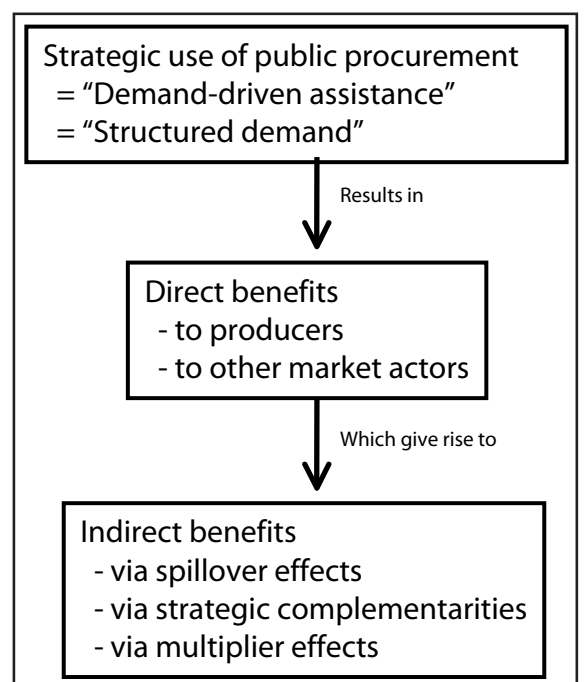 Strategic use of public procurement
= “Demand-driven assistance”
= “Structured demand”
Results in
Direct benefits
- to producers
- to other market actors
Which give rise to
Indirect benefits
- via spillover effects
- via strategic complementarities
- via multiplier effects